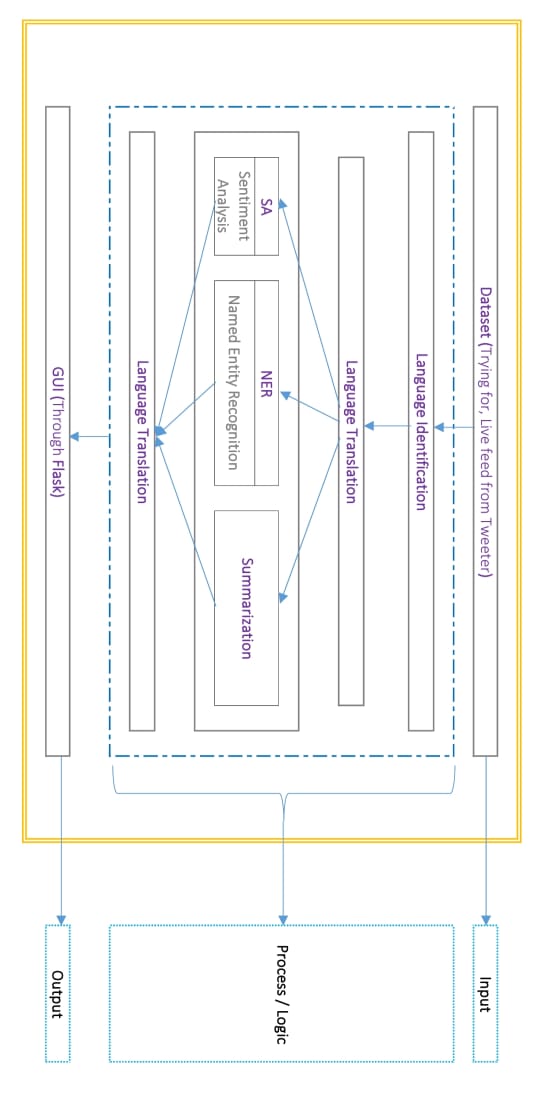 Dataset (Trying for, Live feed from Tweeter)
Language Identification
Language Translation
SA
Sentiment
Analysis
NER
Named Entity Recognition
Summarization
Language Translation
GUI (Through Flask)
Input
Process / Logic
Output